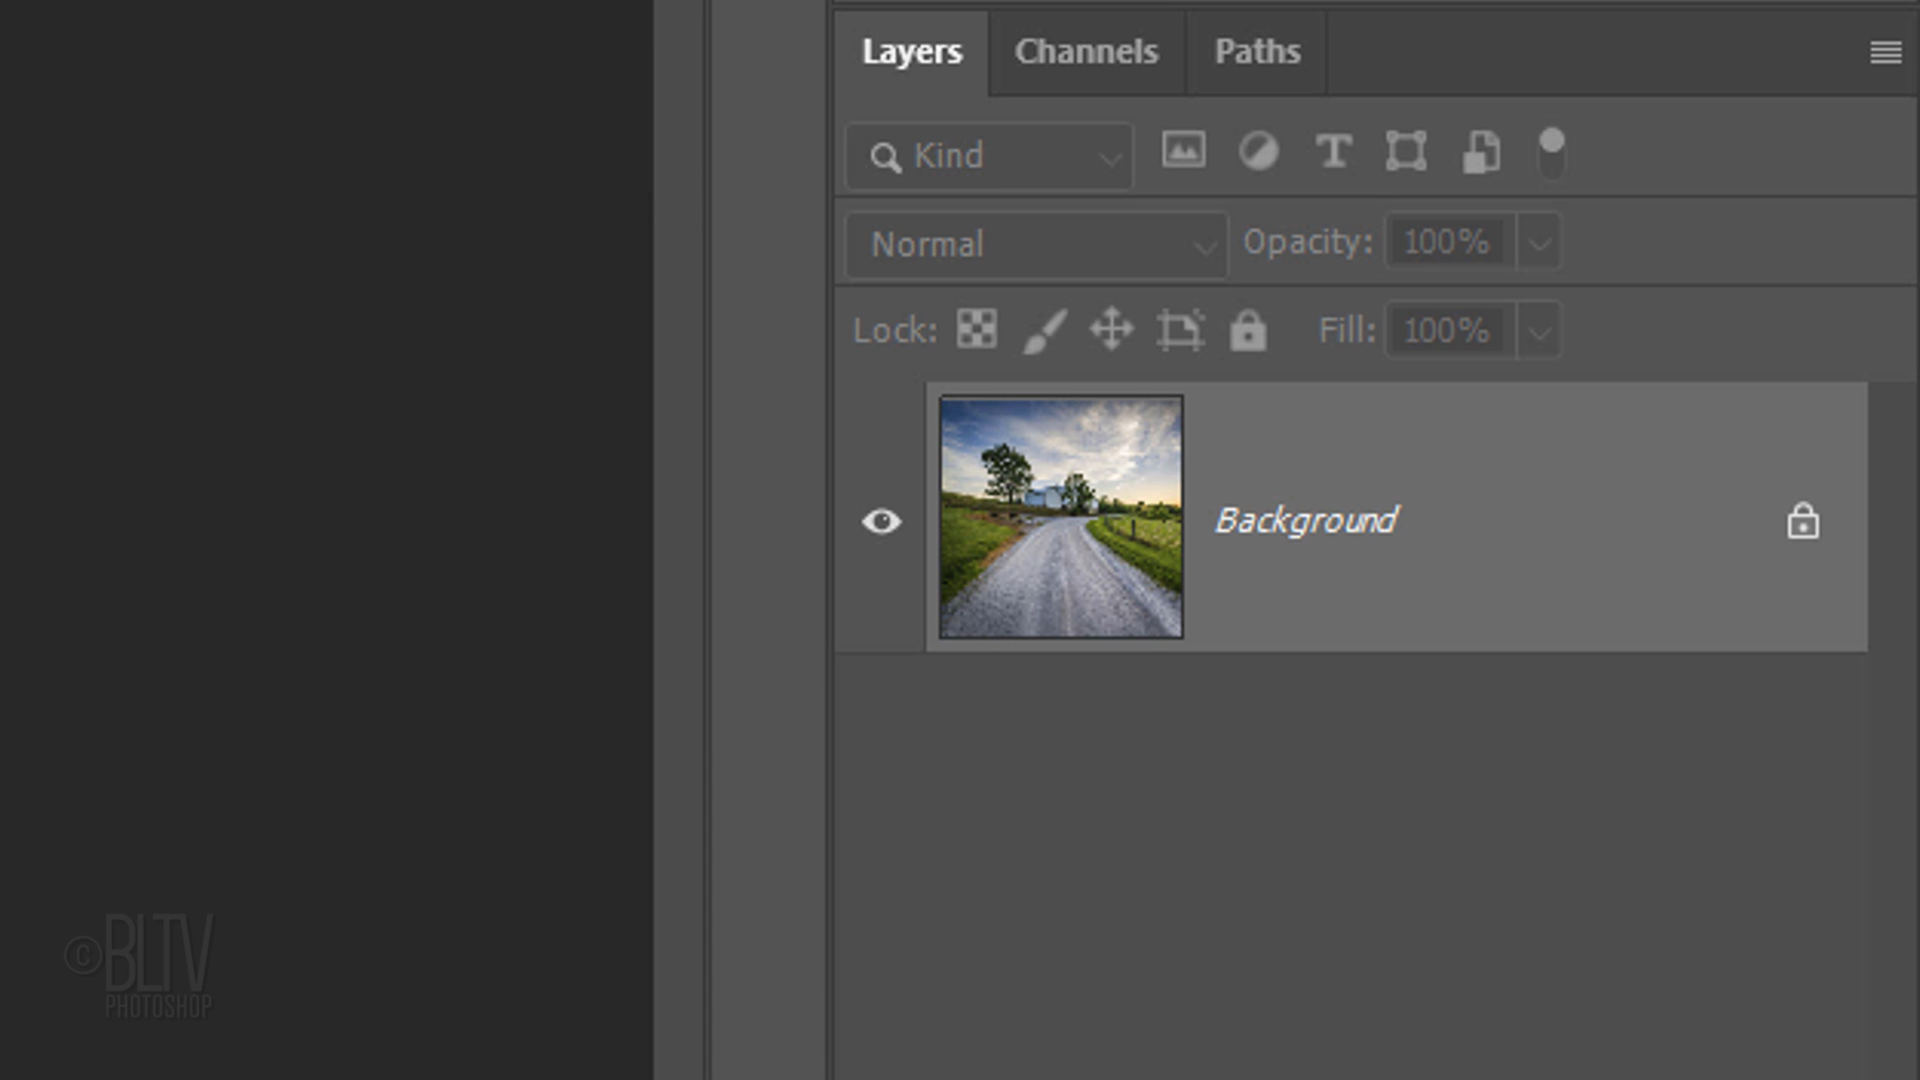 Layers Channels Paths
Kind
Normal Opacity: 100%
Lock: Fill: 100%
Background
©BLTV
PHOTOSHOP